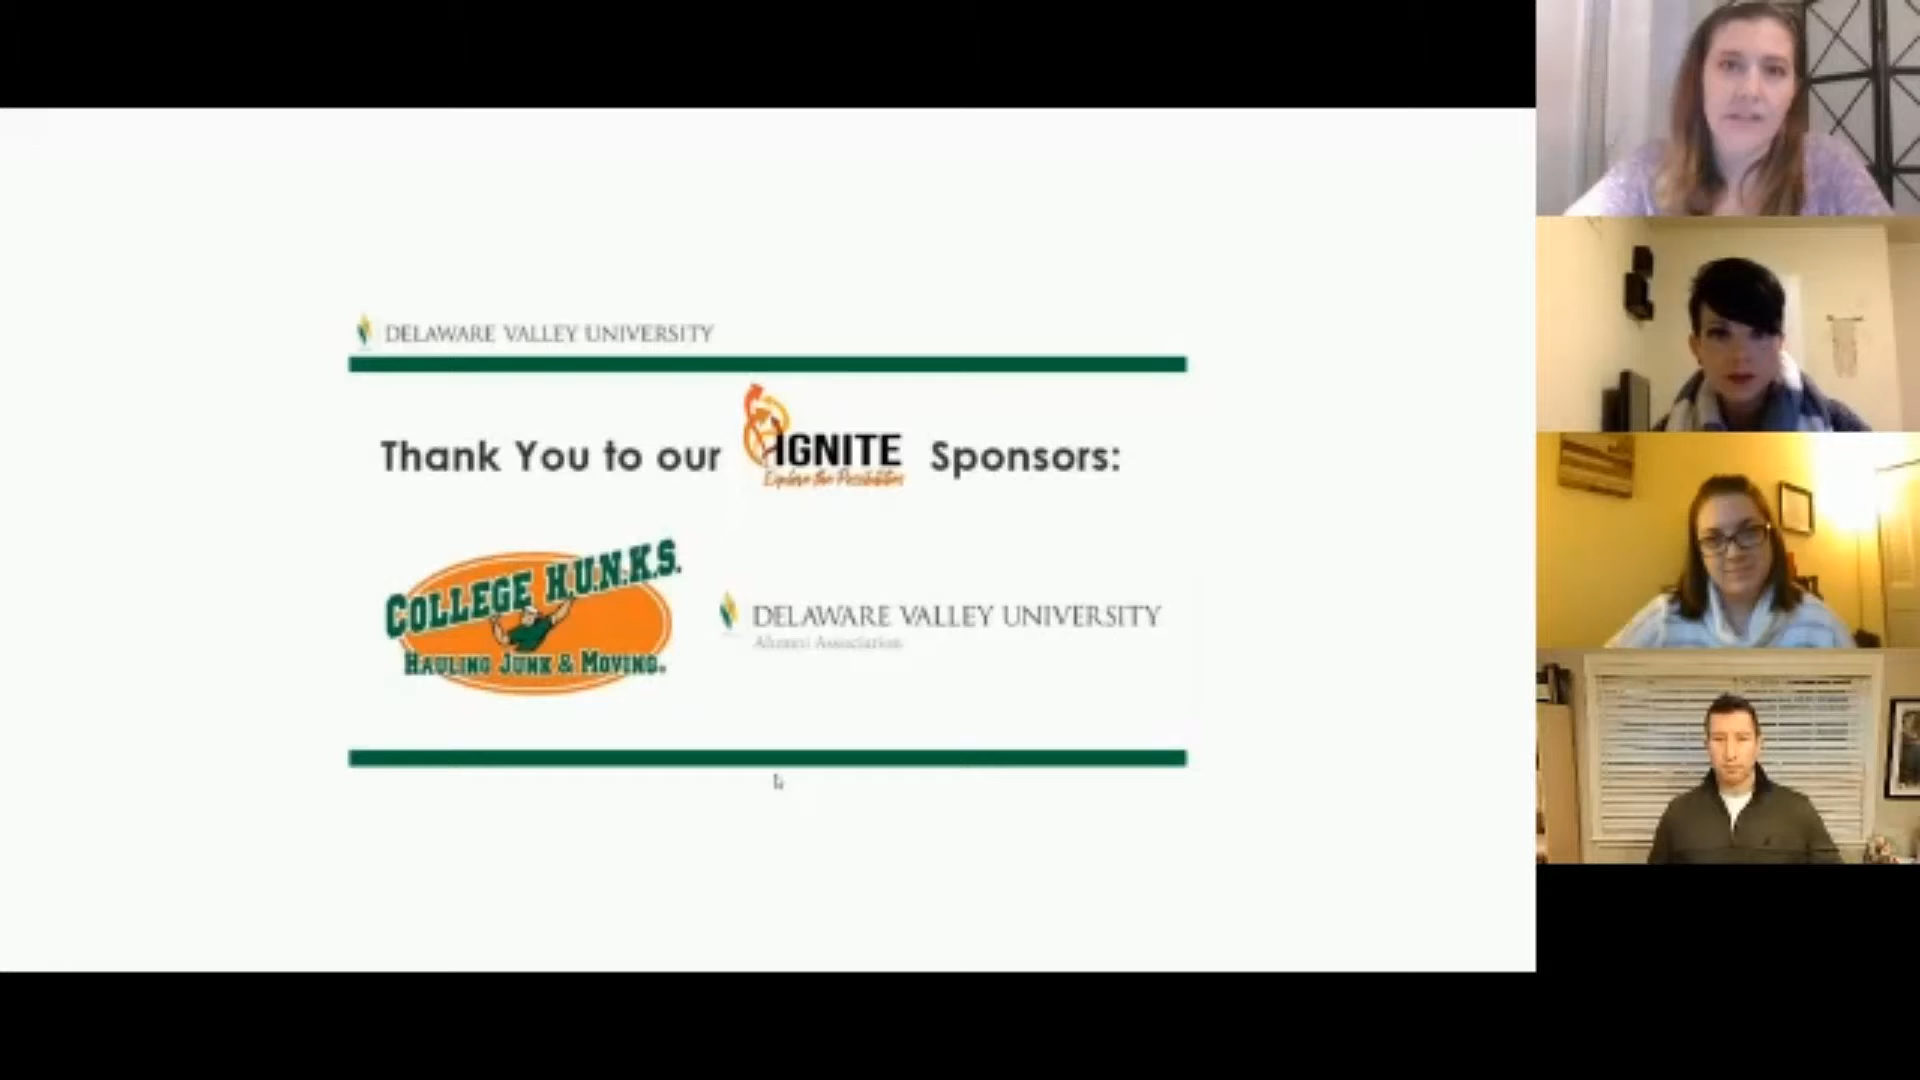 DELAWARE VALLEY UNIVERSITY
Thank You to our IGNITE Sponsors:
Explore the Possibilities
COLLEGE H.U.N.K.S.
HAULING JUNK & MOVING.
DELAWARE VALLEY UNIVERSITY
Alumni Association